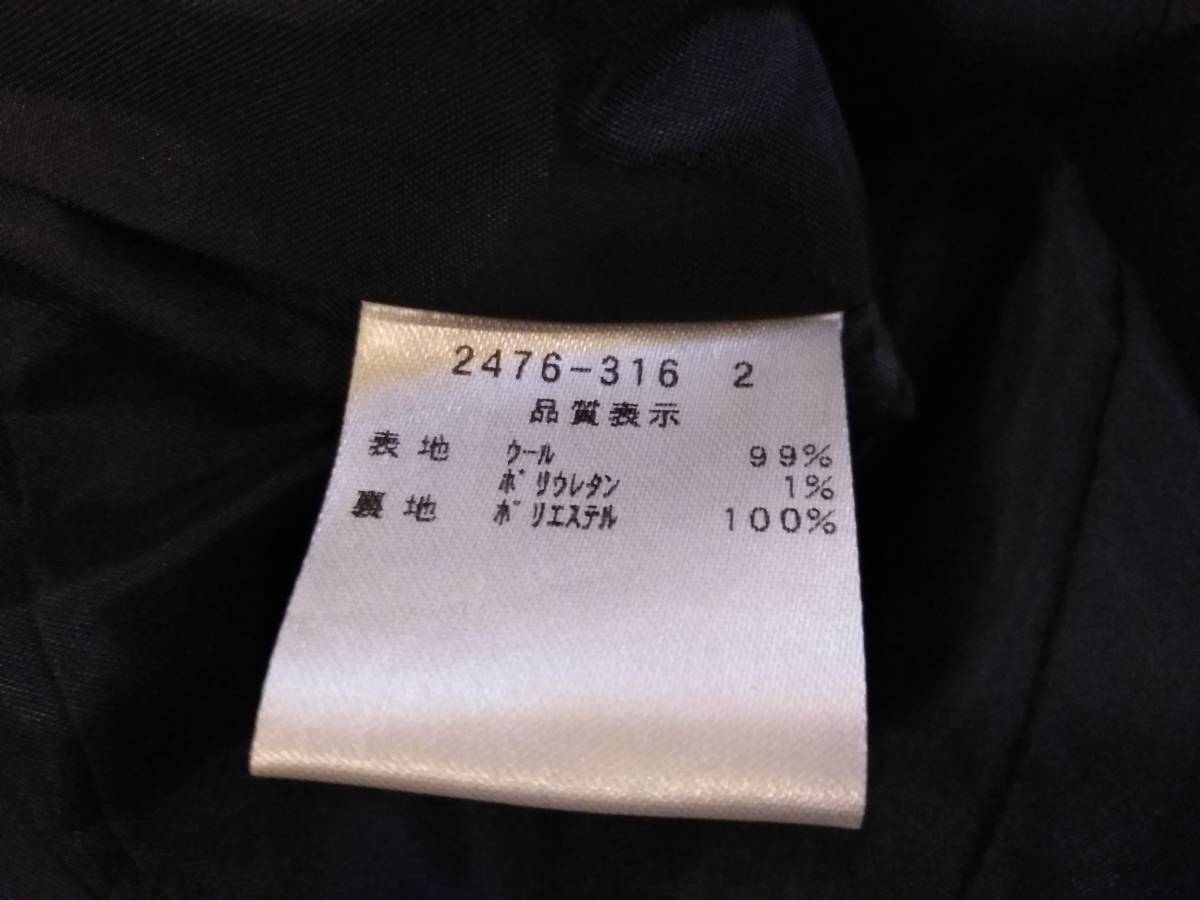 2476-316 2
品質表示
表地 ウール 99%
ポリウレタン 1%
裏地 ポリエステル 100%